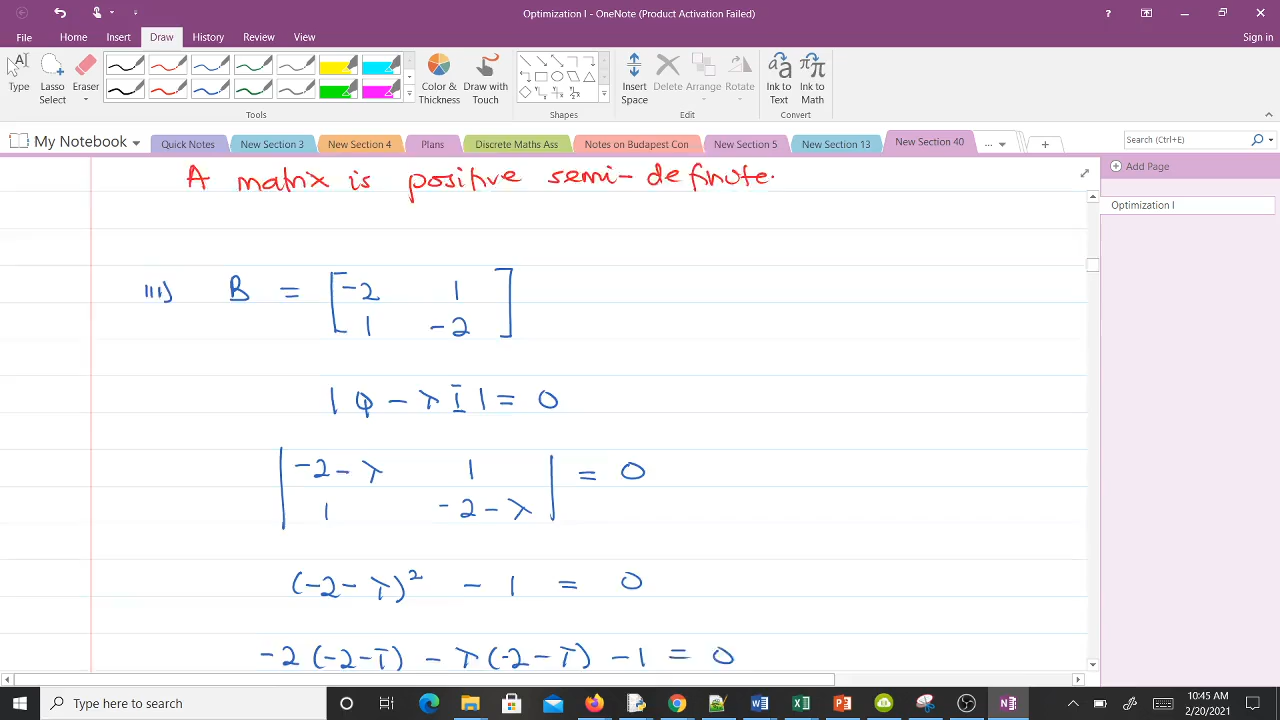 Optimization I - OneNote (Product Activation Failed)
File Home Insert Draw History Review View
Type Lasso Select Eraser Color & Thickness Draw with Touch Insert Space Delete Arrange Rotate Ink to Text Ink to Math
Tools Shapes Edit Convert
My Notebook Quick Notes New Section 3 New Section 4 Plans Discrete Maths Ass Notes on Budapest Con New Section 5 New Section 13 New Section 40 ... + Search (Ctrl+E)
Add Page
Optimization I
A matrix is positive semi-definite.
iii) B = [-2 1
1 -2]
|Q - λI| = 0
|-2-λ 1
1 -2-λ| = 0
(-2-λ)² - 1 = 0
-2(-2-λ) - λ(-2-λ) - 1 = 0
Type here to search
10:45 AM
2/20/2021